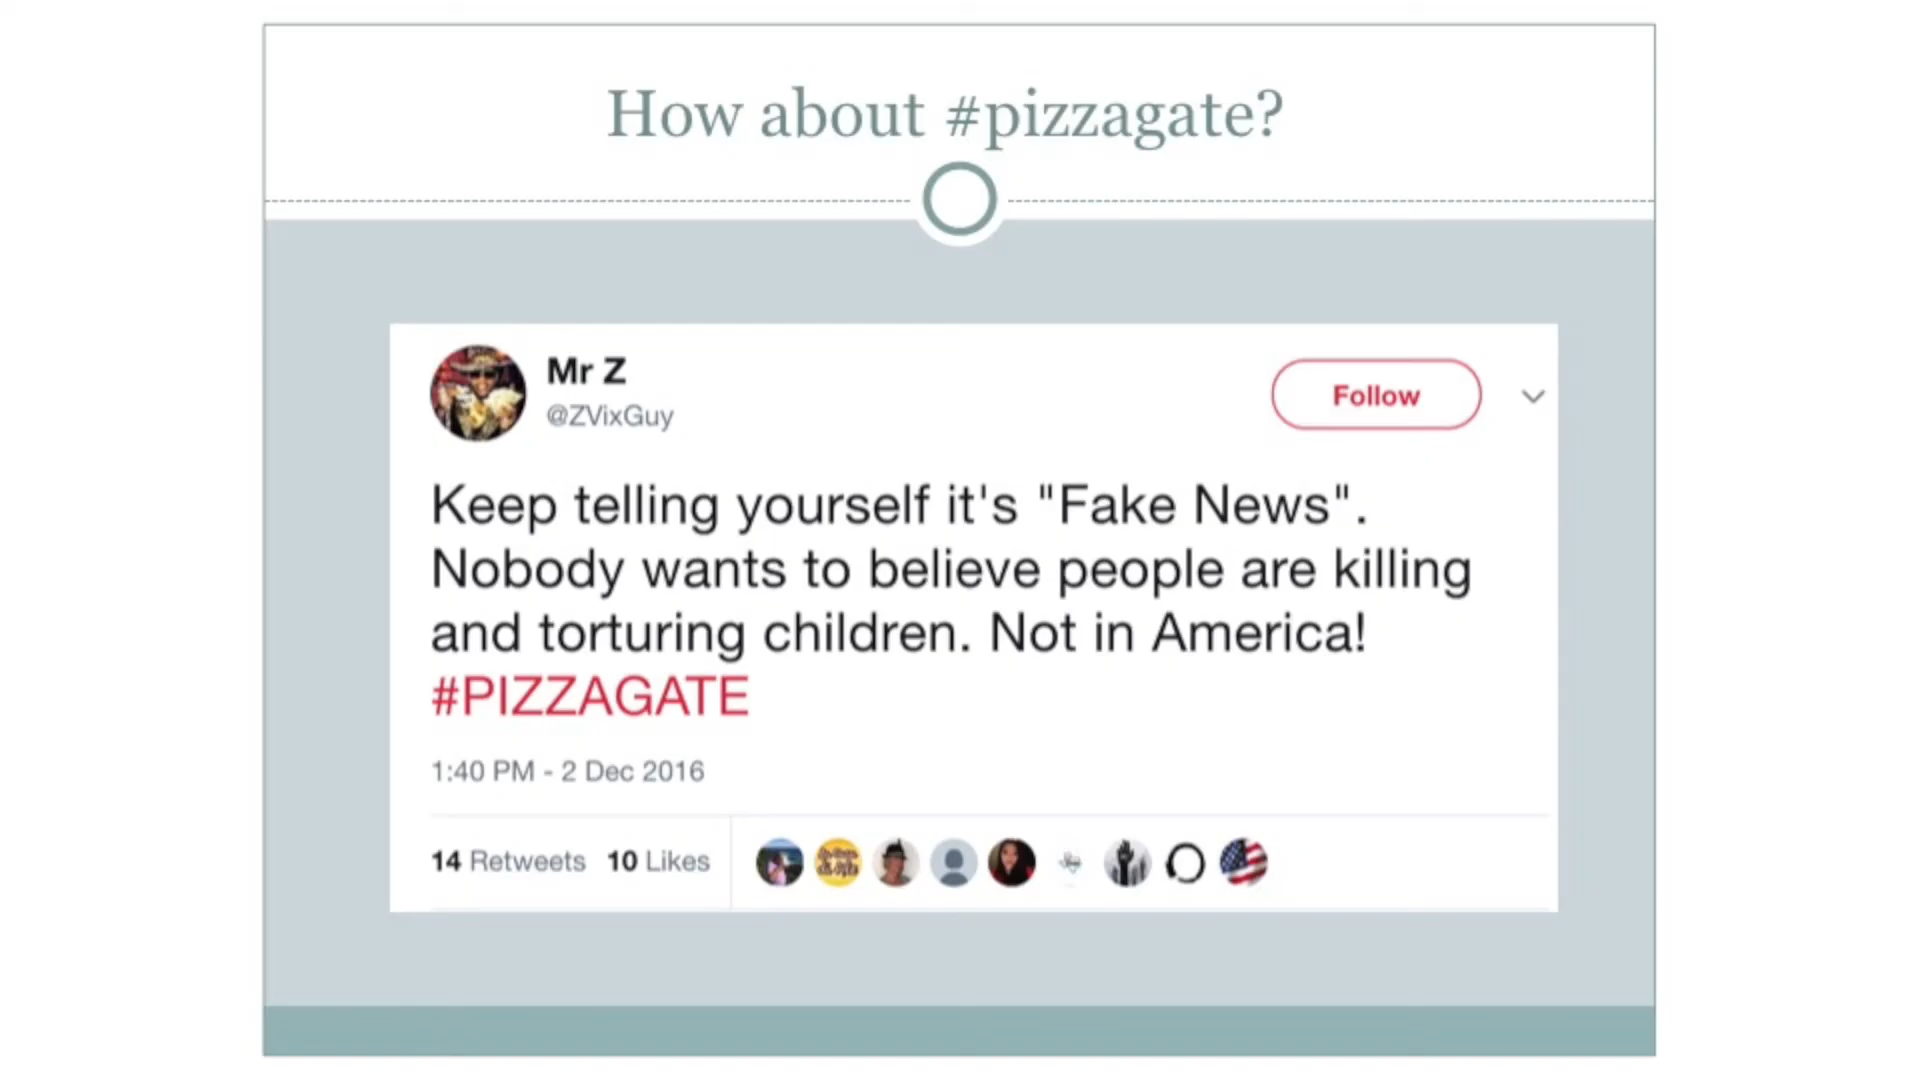 How about #pizzagate?
Mr Z
@ZVixGuy
Follow
Keep telling yourself it's "Fake News".
Nobody wants to believe people are killing
and torturing children. Not in America!
#PIZZAGATE
1:40 PM - 2 Dec 2016
14 Retweets 10 Likes